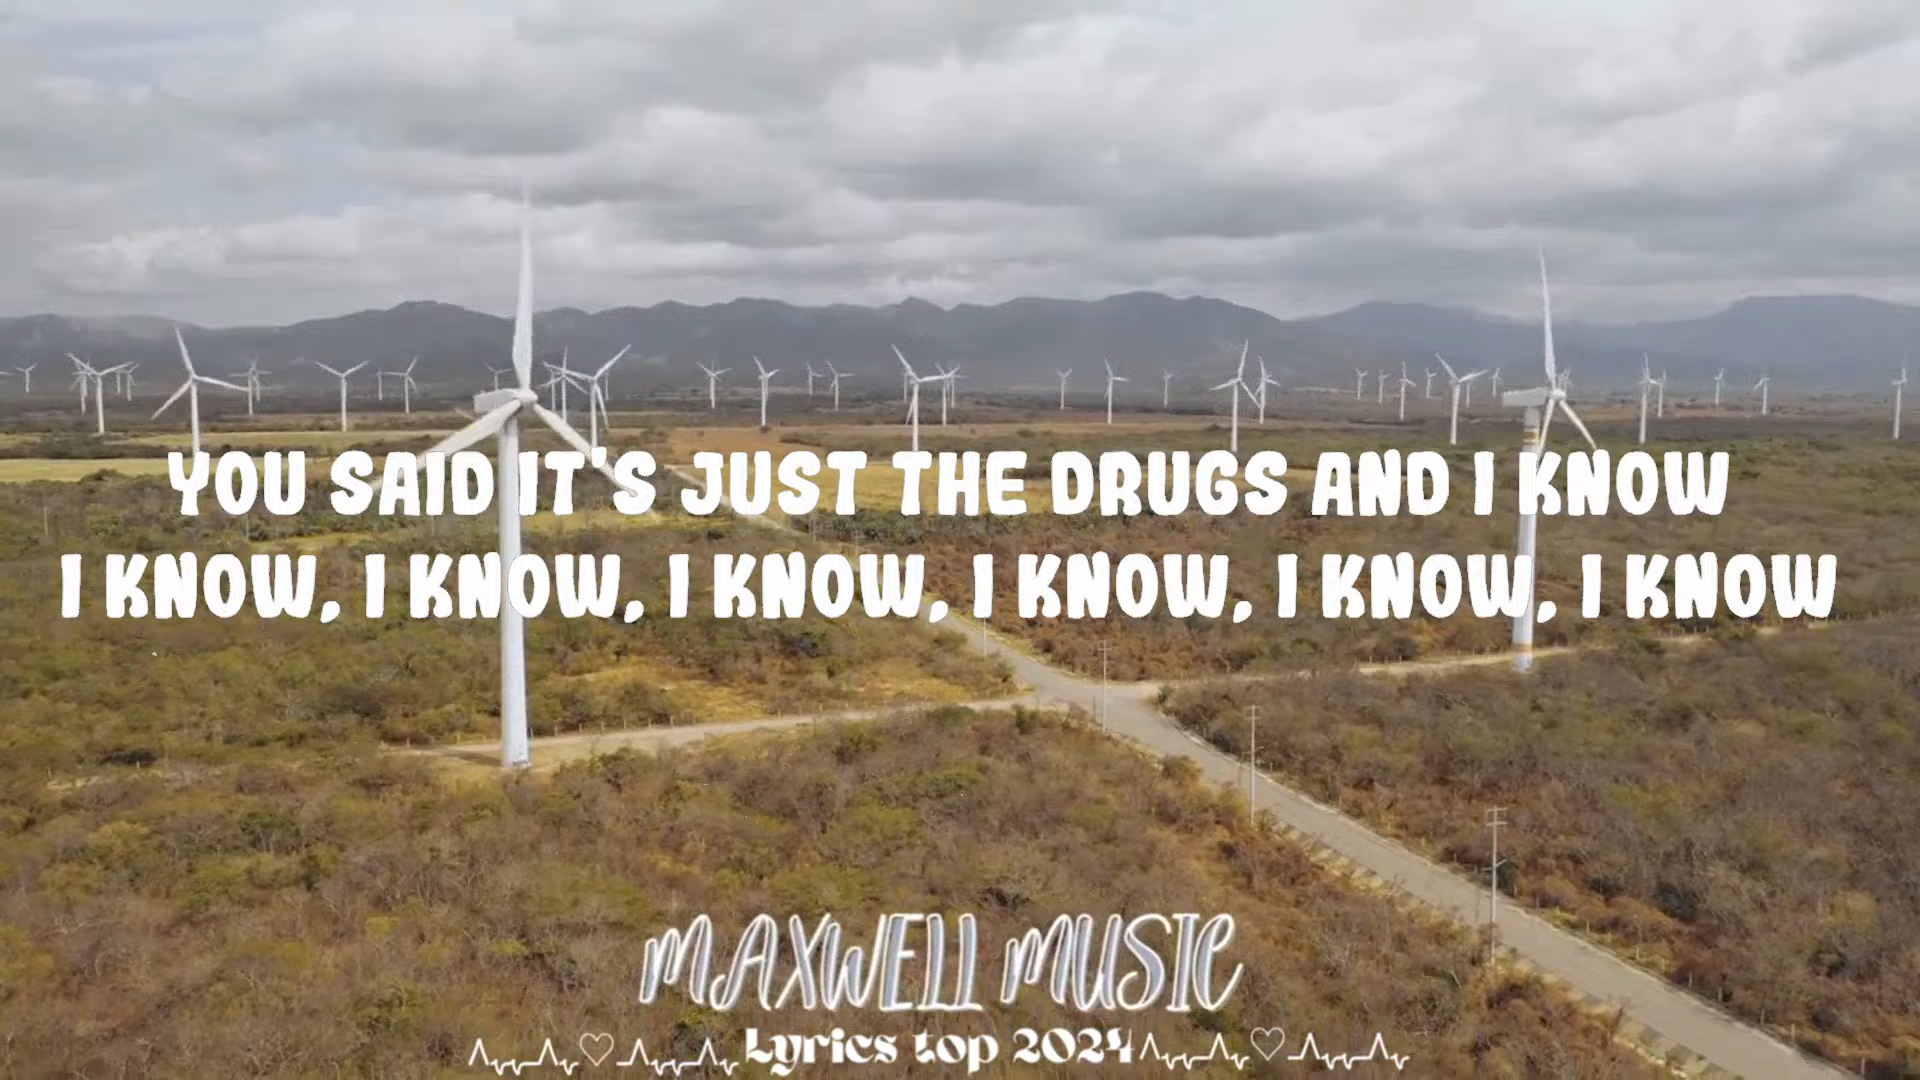 YOU SAID IT'S JUST THE DRUGS AND I KNOW
I KNOW, I KNOW, I KNOW, I KNOW, I KNOW, I KNOW
MAXWELL MUSIC
Lyrics top 2024